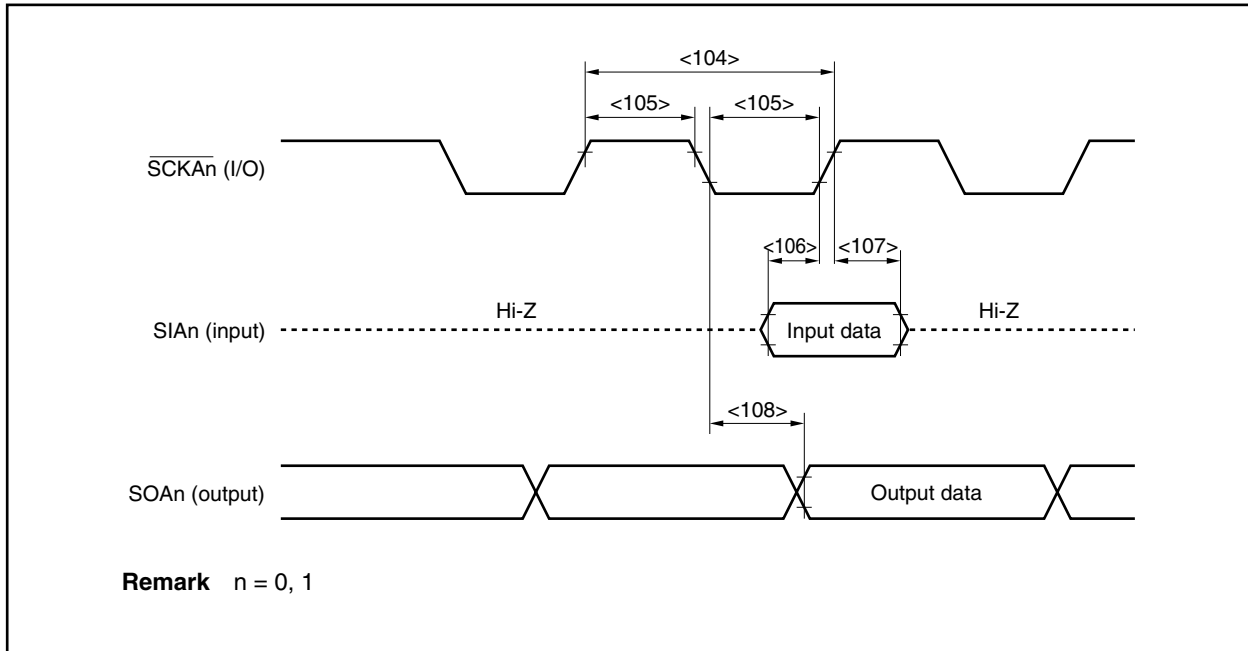 <104>
<105> <105>
SCKAn (I/O)
<106> <107>
Hi-Z Hi-Z
SIAn (input) Input data
<108>
SOAn (output) Output data
Remark n = 0, 1